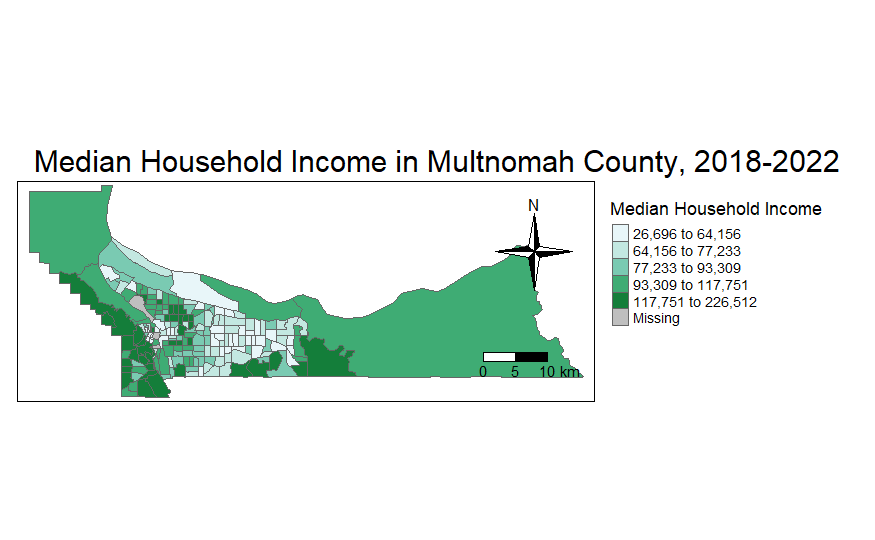 Median Household Income in Multnomah County, 2018-2022
N
Median Household Income
26,696 to 64,156
64,156 to 77,233
77,233 to 93,309
93,309 to 117,751
117,751 to 226,512
Missing
0 5 10 km